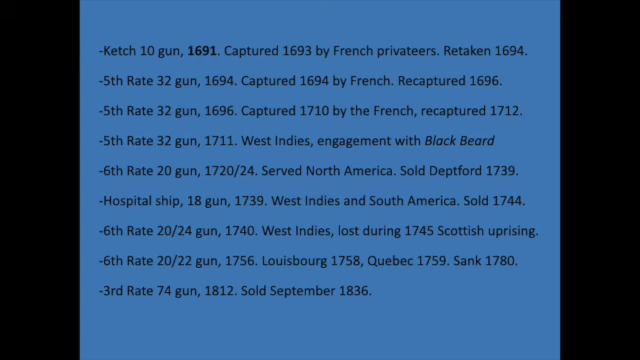 -Ketch 10 gun, 1691. Captured 1693 by French privateers. Retaken 1694.
-5th Rate 32 gun, 1694. Captured 1694 by French. Recaptured 1696.
-5th Rate 32 gun, 1696. Captured 1710 by the French, recaptured 1712.
-5th Rate 32 gun, 1711. West Indies, engagement with Black Beard
-6th Rate 20 gun, 1720/24. Served North America. Sold Deptford 1739.
-Hospital ship, 18 gun, 1739. West Indies and South America. Sold 1744.
-6th Rate 20/24 gun, 1740. West Indies, lost during 1745 Scottish uprising.
-6th Rate 20/22 gun, 1756. Louisbourg 1758, Quebec 1759. Sank 1780.
-3rd Rate 74 gun, 1812. Sold September 1836.